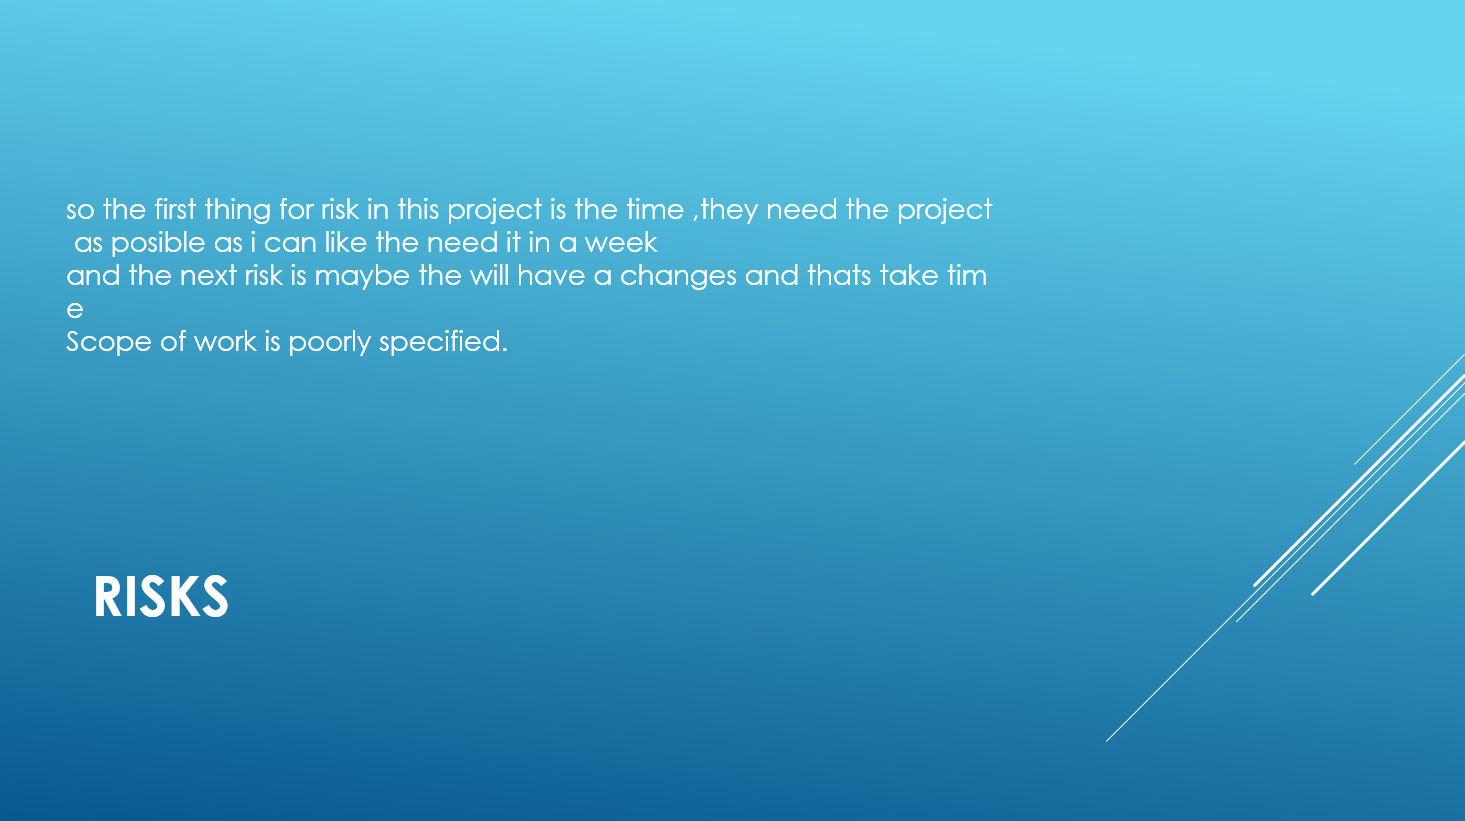 so the first thing for risk in this project is the time ,they need the project
as posible as i can like the need it in a week
and the next risk is maybe the will have a changes and thats take tim
e
Scope of work is poorly specified.
RISKS